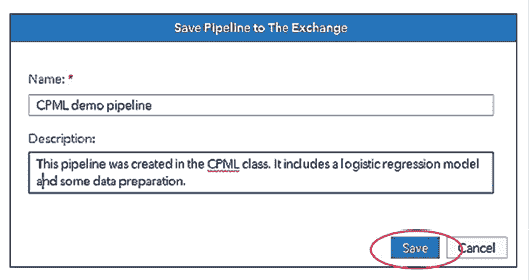 Save Pipeline to The Exchange
Name: *
CPML demo pipeline
Description:
This pipeline was created in the CPML class. It includes a logistic regression model
and some data preparation.
Save Cancel